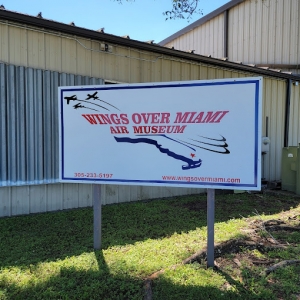 WINGS OVER MIAMI
AIR MUSEUM
305-233-5197
www.wingsovermiami.com